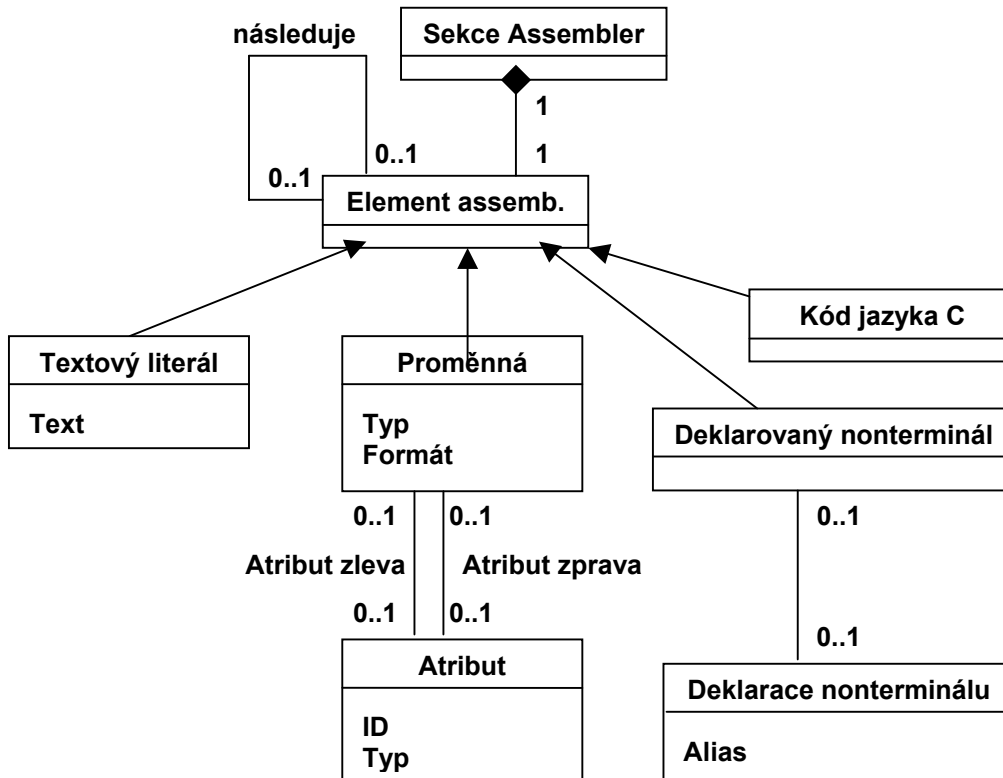 následuje
Sekce Assembler
1
0..1
1
0..1
Element assemb.
Kód jazyka C
Textový literál
Proměnná
Text
Typ
Formát
Deklarovaný nonterminál
0..1
0..1
0..1
Atribut zleva
Atribut zprava
0..1
0..1
0..1
Atribut
Deklarace nonterminálu
ID
Typ
Alias